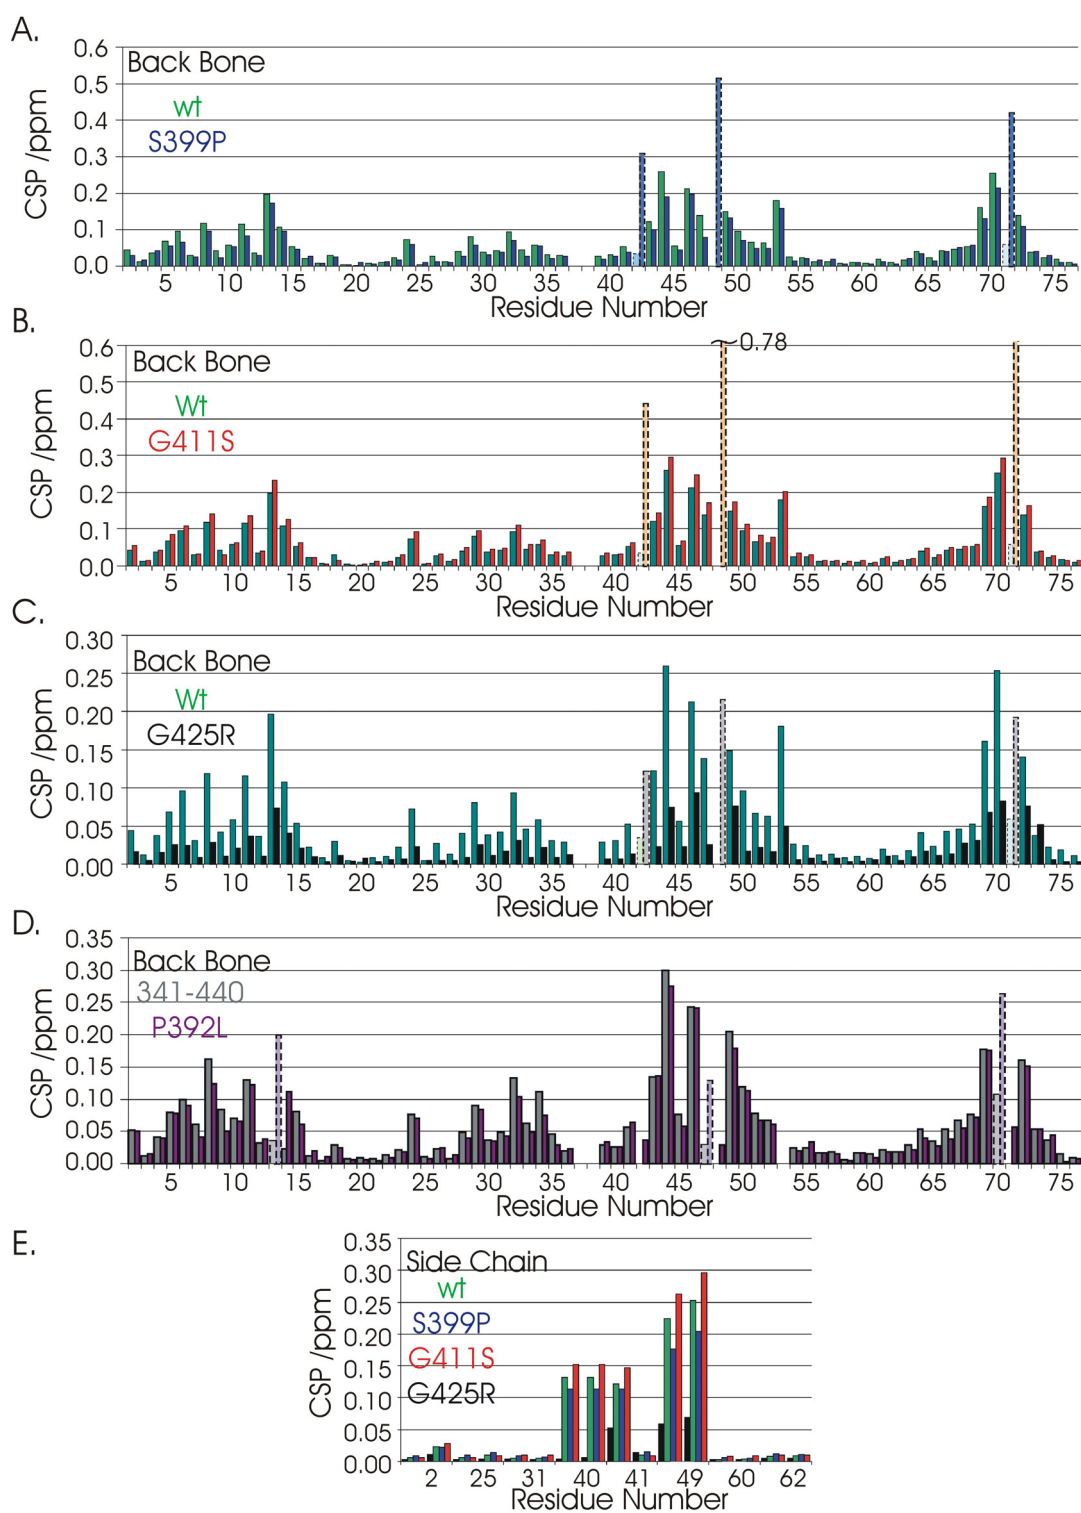 A.
Back Bone
wt
S399P
CSP /ppm
0.6
0.5
0.4
0.3
0.2
0.1
0.0
5 10 15 20 25 30 35 40 45 50 55 60 65 70 75
Residue Number
B.
Back Bone
Wt
G411S
~0.78
CSP /ppm
0.6
0.5
0.4
0.3
0.2
0.1
0.0
5 10 15 20 25 30 35 40 45 50 55 60 65 70 75
Residue Number
C.
Back Bone
Wt
G425R
CSP /ppm
0.30
0.25
0.20
0.15
0.10
0.05
0.00
5 10 15 20 25 30 35 40 45 50 55 60 65 70 75
Residue Number
D.
Back Bone
341-440
P392L
CSP /ppm
0.35
0.30
0.25
0.20
0.15
0.10
0.05
0.00
5 10 15 20 25 30 35 40 45 50 55 60 65 70 75
Residue Number
E.
Side Chain
wt
S399P
G411S
G425R
CSP /ppm
0.35
0.30
0.25
0.20
0.15
0.10
0.05
0.00
2 25 31 40 41 49 60 62
Residue Number